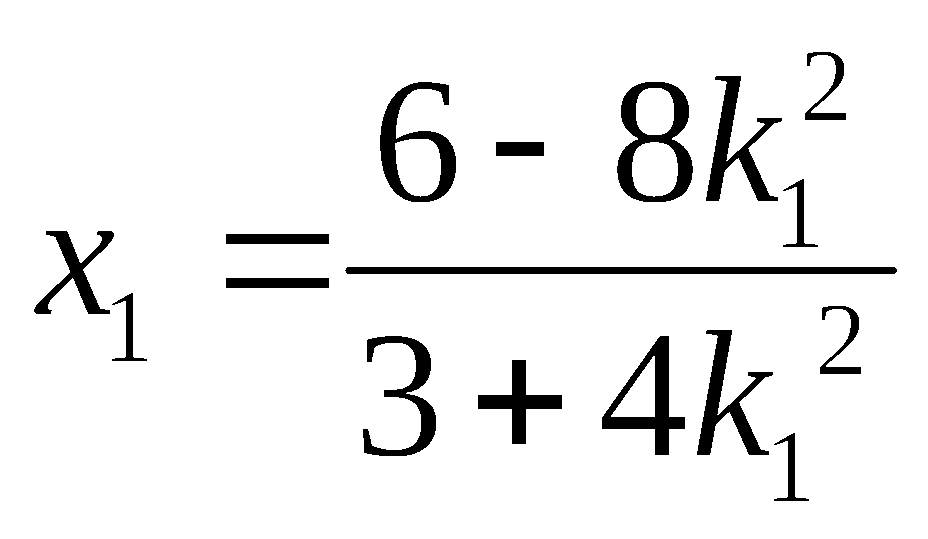 x₁ = (6 - 8k₁²) / (3 + 4k₁²)